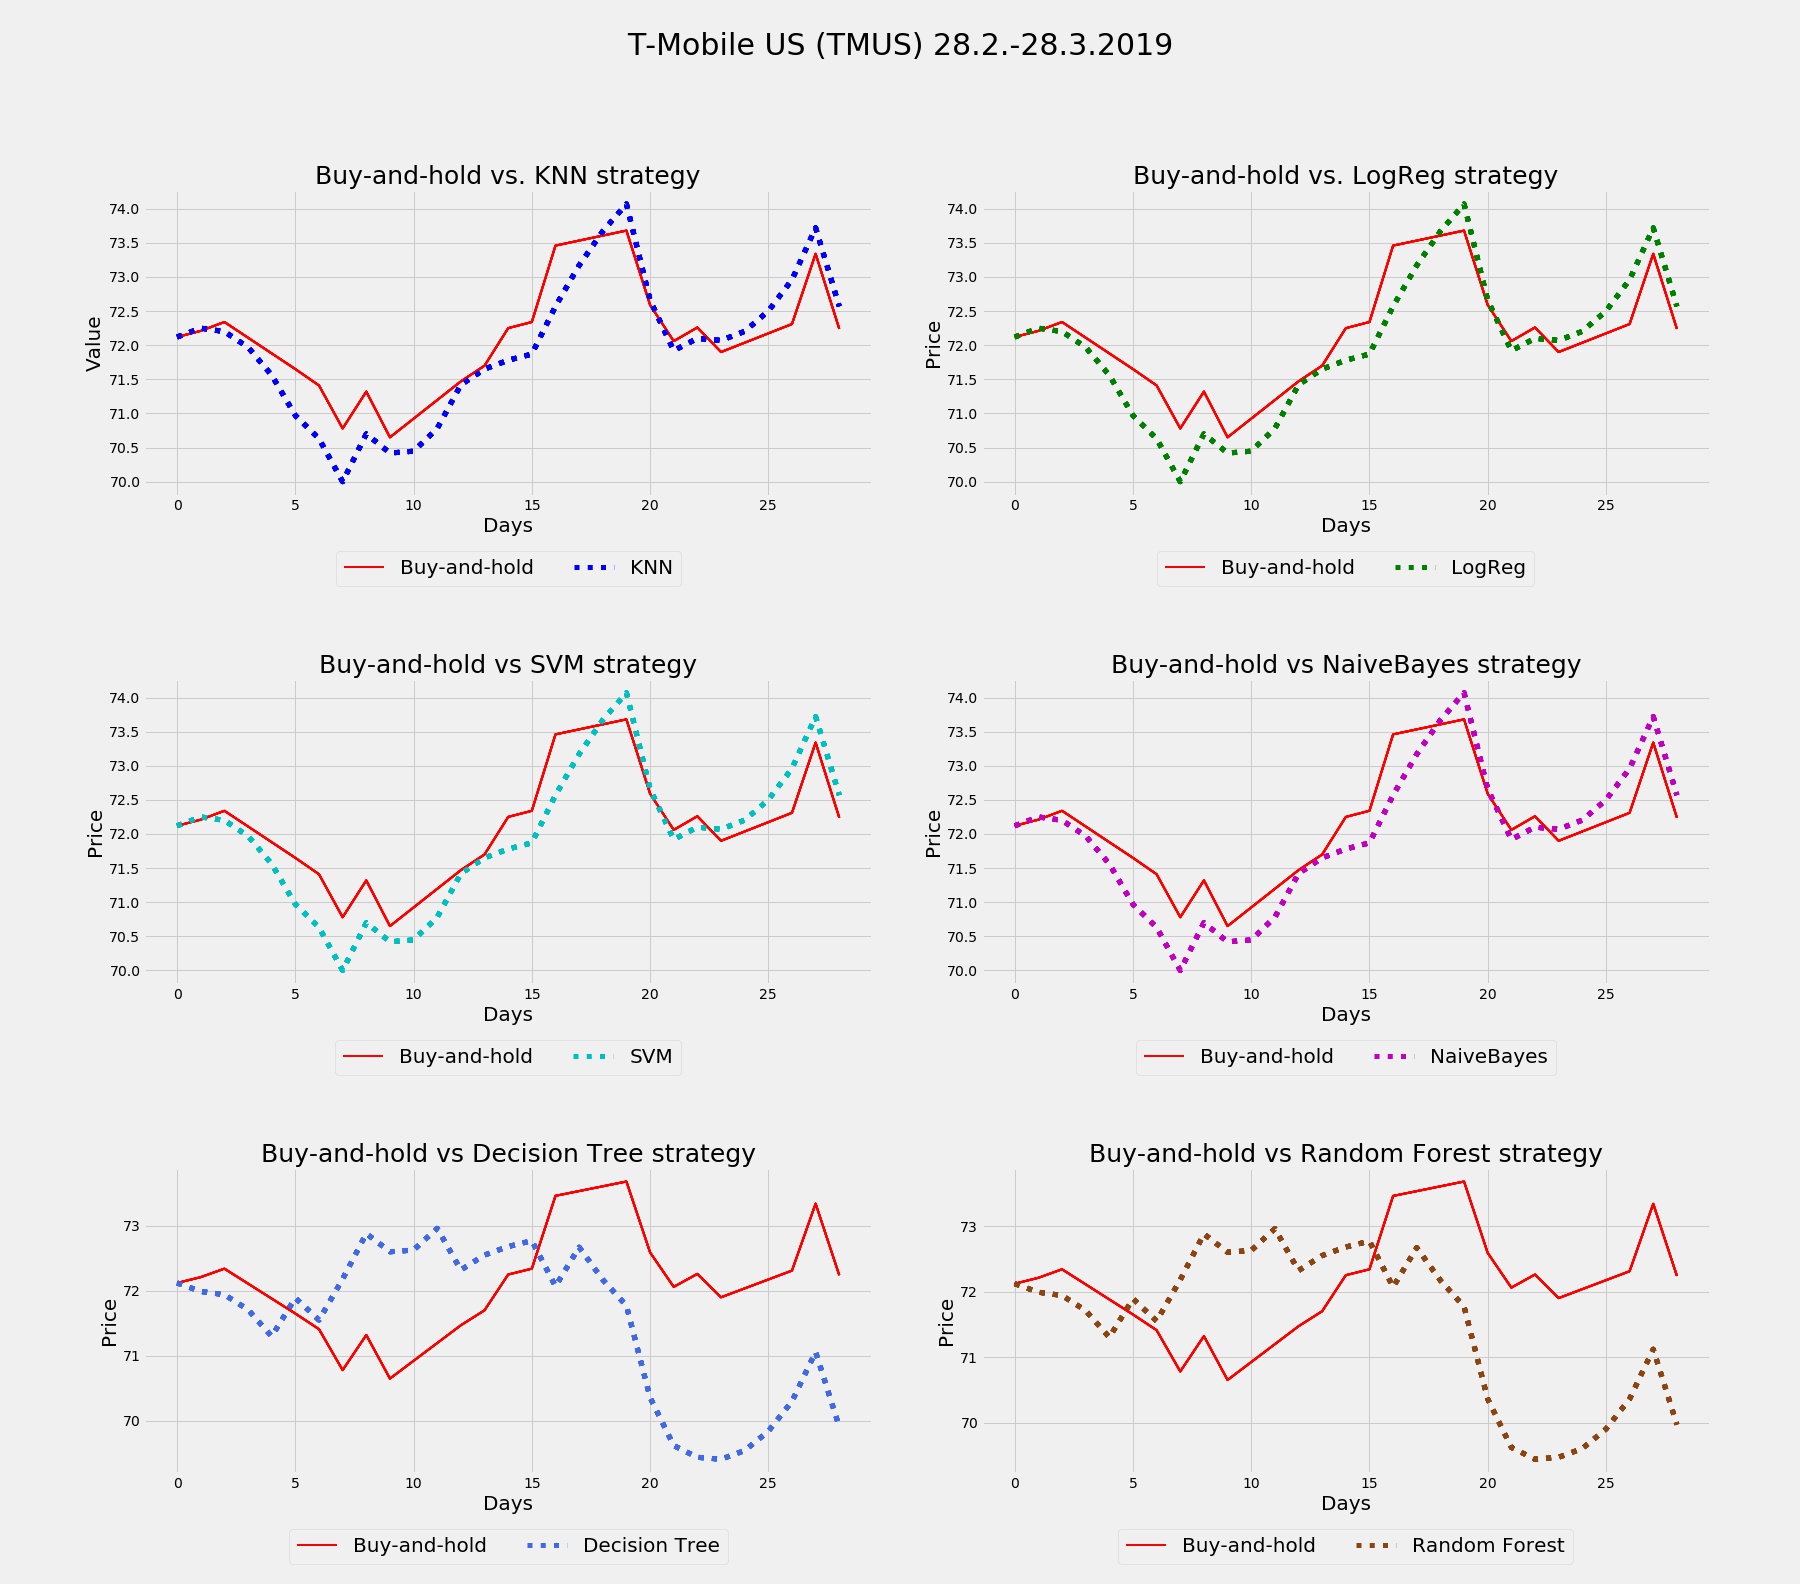 T-Mobile US (TMUS) 28.2.-28.3.2019
Buy-and-hold vs. KNN strategy
Value
74.0
73.5
73.0
72.5
72.0
71.5
71.0
70.5
70.0
0 5 10 15 20 25
Days
Buy-and-hold KNN
Buy-and-hold vs. LogReg strategy
Price
74.0
73.5
73.0
72.5
72.0
71.5
71.0
70.5
70.0
0 5 10 15 20 25
Days
Buy-and-hold LogReg
Buy-and-hold vs SVM strategy
Price
74.0
73.5
73.0
72.5
72.0
71.5
71.0
70.5
70.0
0 5 10 15 20 25
Days
Buy-and-hold SVM
Buy-and-hold vs NaiveBayes strategy
Price
74.0
73.5
73.0
72.5
72.0
71.5
71.0
70.5
70.0
0 5 10 15 20 25
Days
Buy-and-hold NaiveBayes
Buy-and-hold vs Decision Tree strategy
Price
73
72
71
70
0 5 10 15 20 25
Days
Buy-and-hold Decision Tree
Buy-and-hold vs Random Forest strategy
Price
73
72
71
70
0 5 10 15 20 25
Days
Buy-and-hold Random Forest